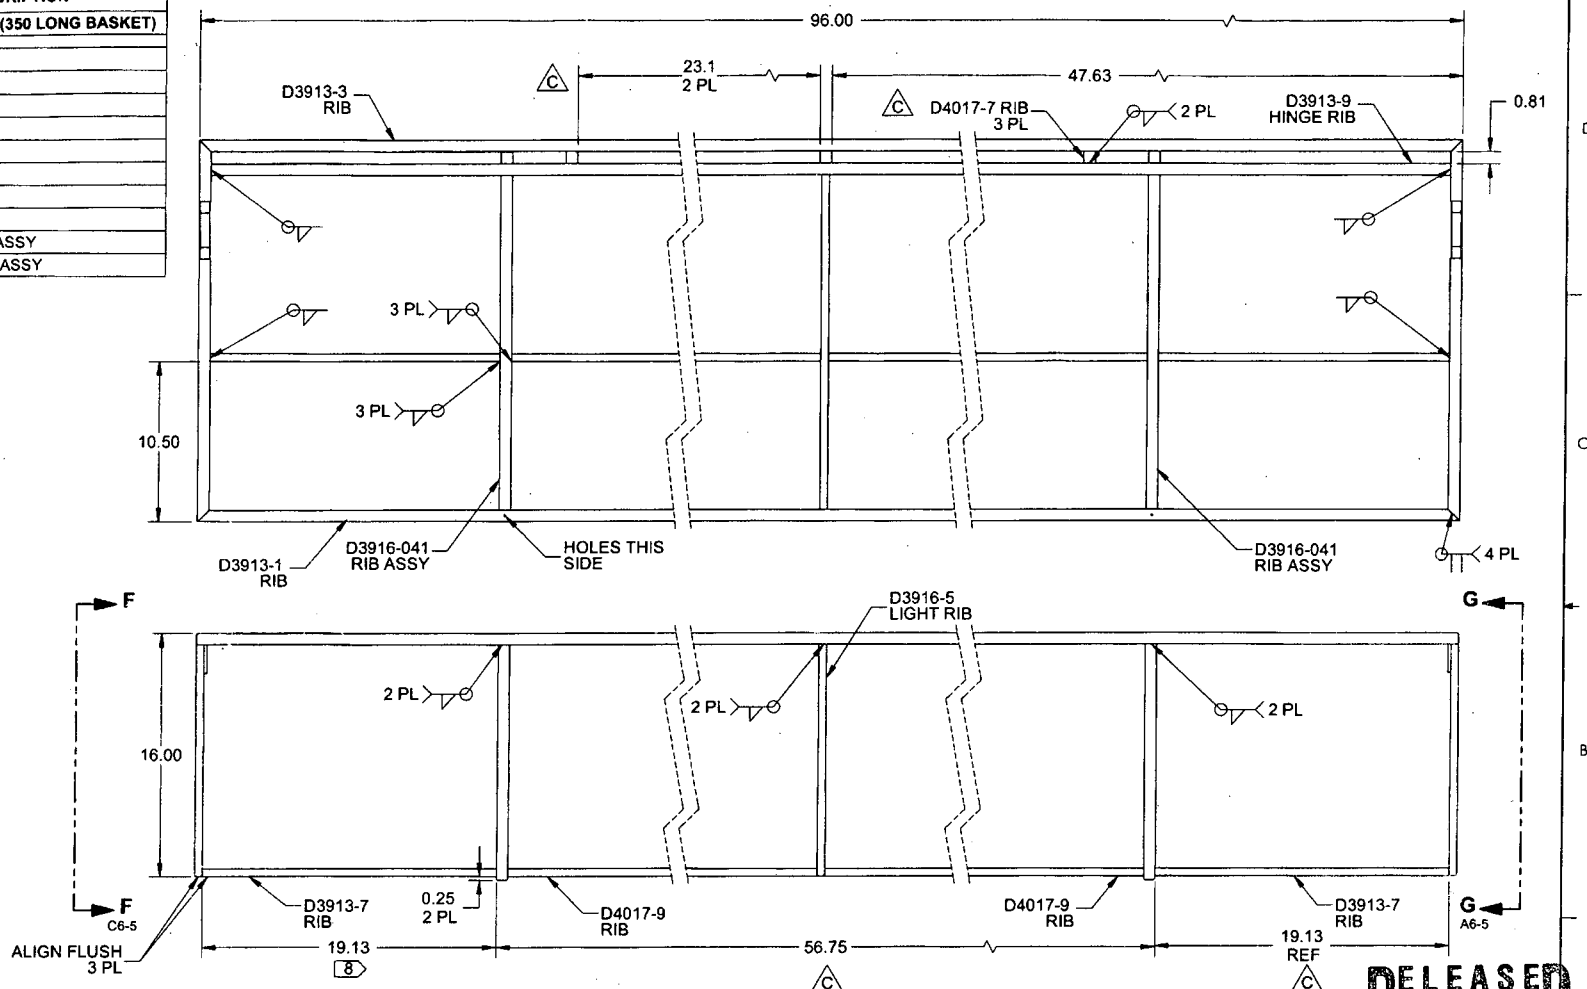 (350 LONG BASKET)
ASSY
ASSY
96.00
C
23.1
2 PL
47.63
D3913-3
RIB
C
D4017-7 RIB
3 PL
2 PL
D3913-9
HINGE RIB
0.81
3 PL
3 PL
10.50
D3913-1
RIB
D3916-041
RIB ASSY
HOLES THIS
SIDE
D3916-041
RIB ASSY
4 PL
C
F
G
D3916-5
LIGHT RIB
2 PL
2 PL
2 PL
16.00
B
0.25
2 PL
D3913-7
RIB
D4017-9
RIB
D4017-9
RIB
D3913-7
RIB
F
C6-5
G
A6-5
ALIGN FLUSH
3 PL
19.13
8
56.75
C
19.13
REF
C
RELEASED